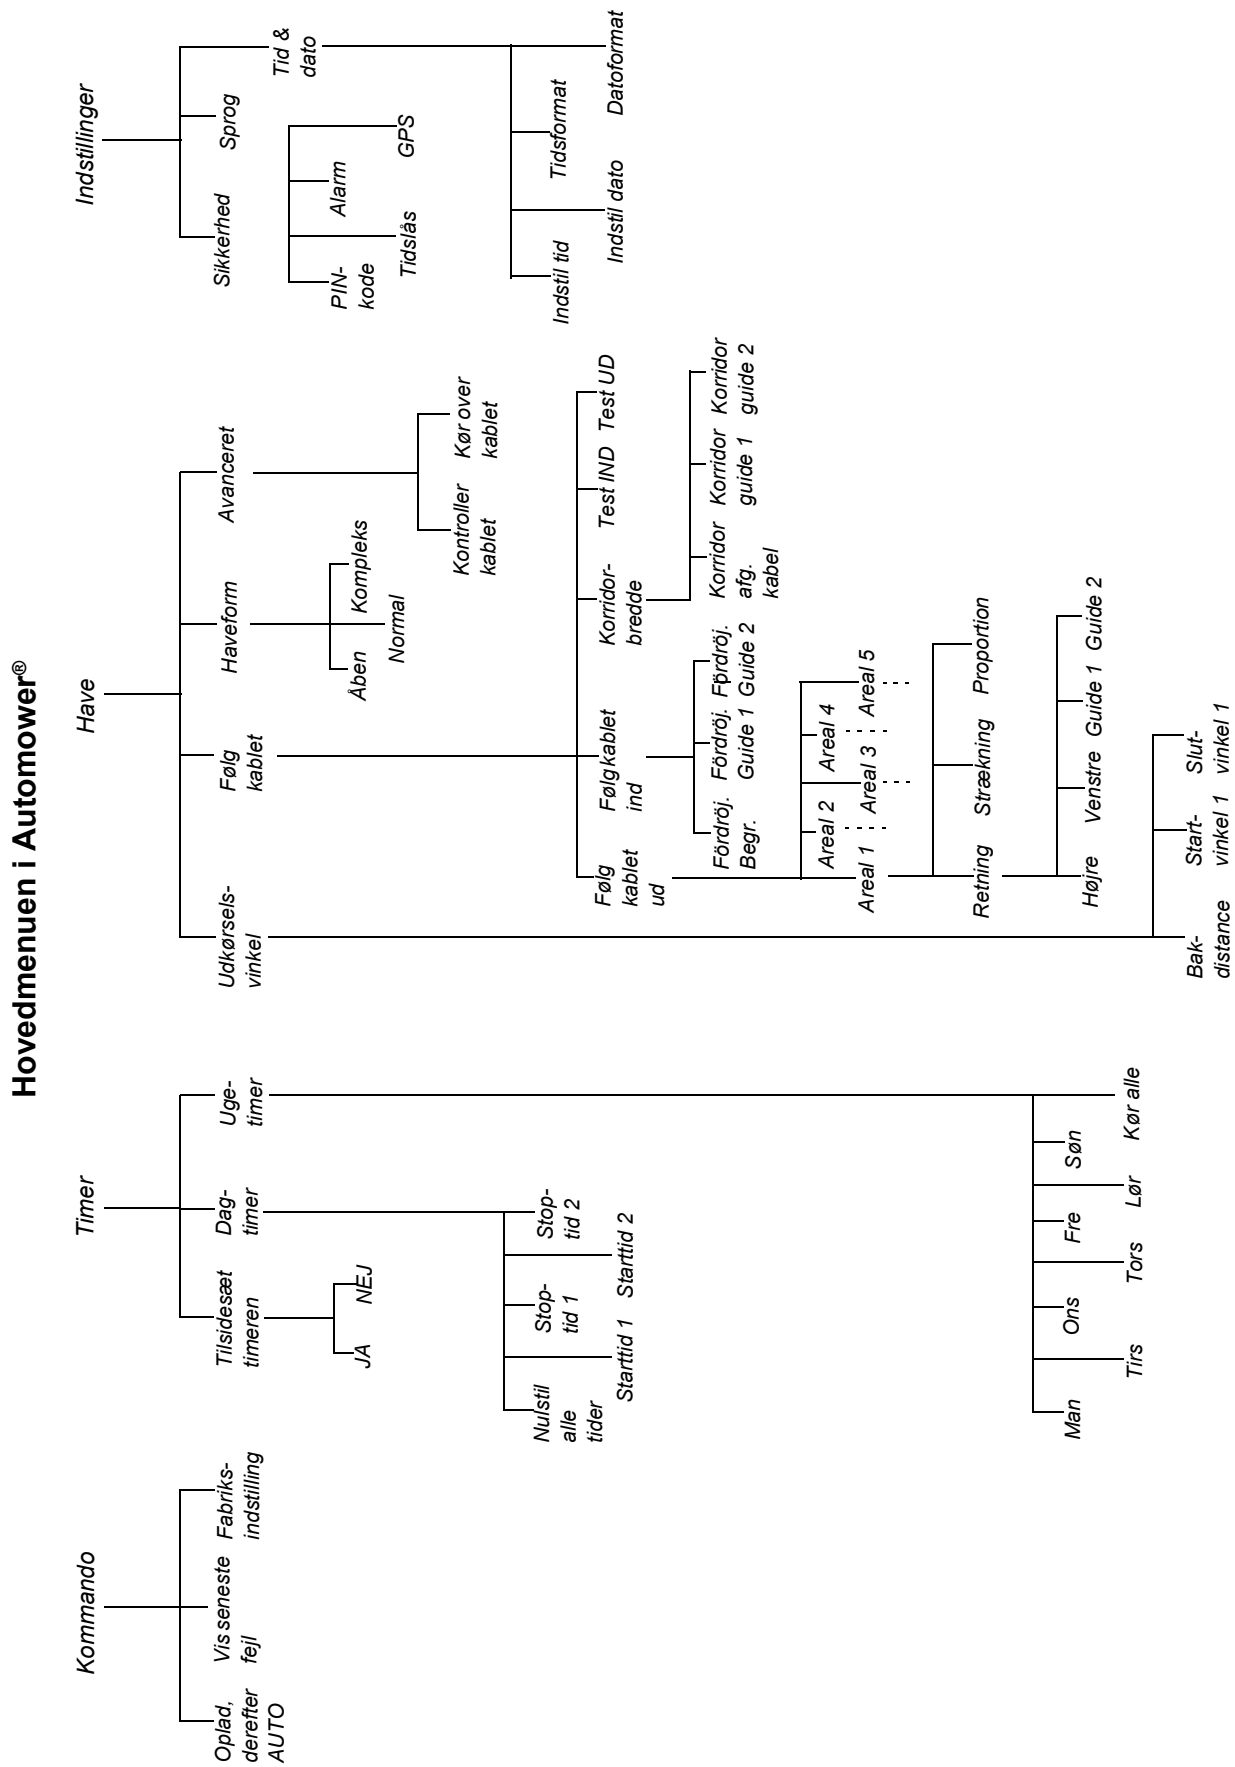 Hovedmenuen i Automower®
Kommando
Oplad,
derefter
AUTO
Vis seneste
fejl
Fabriks-
indstilling
Timer
Tilsidesæt
timeren
JA
NEJ
Dag-
timer
Nulstil
alle
tider
Starttid 1
Stop-
tid 1
Starttid 2
Stop-
tid 2
Uge-
timer
Man
Tirs
Ons
Tors
Fre
Lør
Søn
Kør alle
Have
Udkørsels-
vinkel
Bak-
distance
Start-
vinkel 1
Slut-
vinkel 1
Følg
kablet
Følg
kablet
ud
Areal 1
Areal 2
Areal 3
Areal 4
Areal 5
Retning
Strækning
Proportion
Højre
Venstre
Guide 1
Guide 2
Følg kablet
ind
Fördröj.
Begr.
Fördröj.
Guide 1
Fördröj.
Guide 2
Korridor-
bredde
Korridor
afg.
kabel
Korridor
guide 1
Korridor
guide 2
Test IND
Test UD
Haveform
Åben
Normal
Kompleks
Avanceret
Kontroller
kablet
Kør over
kablet
Indstillinger
Sikkerhed
PIN-
kode
Tidslås
Alarm
GPS
Sprog
Tid &
dato
Indstil tid
Indstil dato
Tidsformat
Datoformat